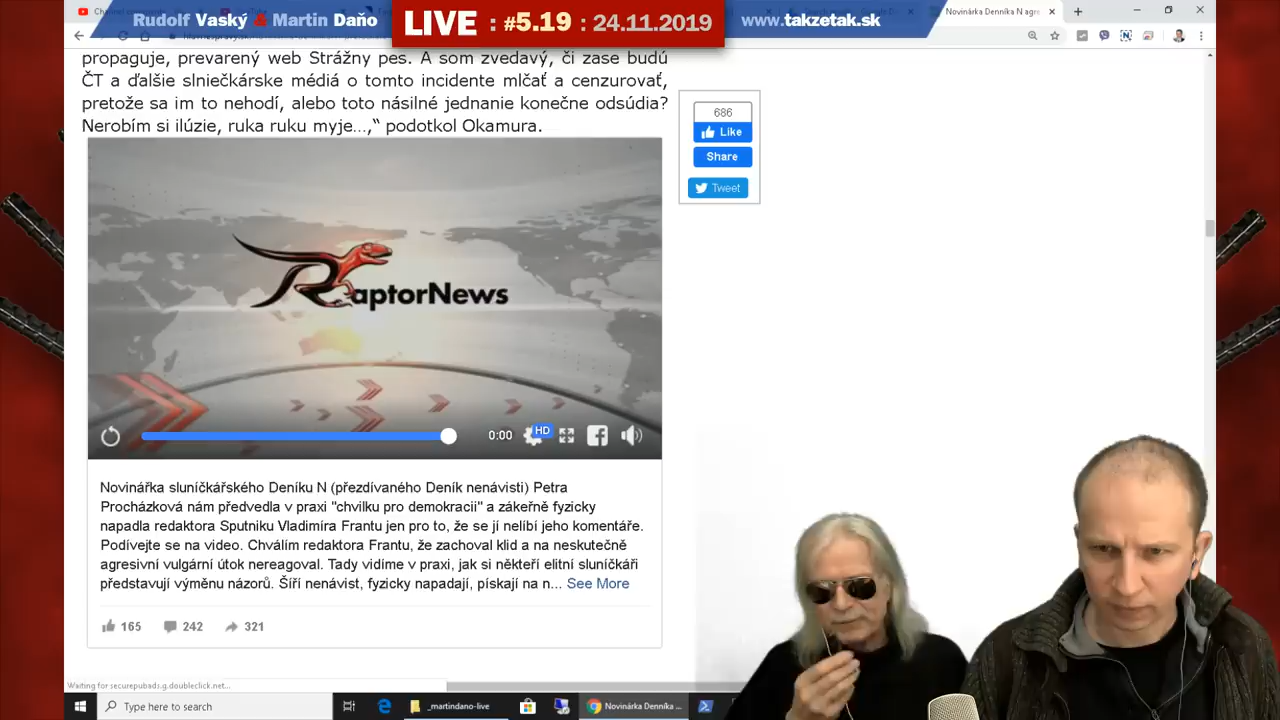 Rudolf Vaský & Martin Daňo
LIVE : #5.19 : 24.11.2019
www.takzetak.sk
Novinárka Denníka N agre
propaguje, prevarený web Strážny pes. A som zvedavý, či zase budú
ČT a ďalšie slniečkárske médiá o tomto incidente mlčať a cenzurovať,
pretože sa im to nehodí, alebo toto násilné jednanie konečne odsúdia?
Nerobím si ilúzie, ruka ruku myje…,“ podotkol Okamura.
686
Like
Share
Tweet
RaptorNews
0:00
HD
Novinářka sluníčkářského Deníku N (přezdívaného Deník nenávisti) Petra
Procházková nám předvedla v praxi "chvilku pro demokracii" a zákeřně fyzicky
napadla redaktora Sputniku Vladimíra Frantu jen pro to, že se jí nelíbí jeho komentáře.
Podívejte se na video. Chválím redaktora Frantu, že zachoval klid a na neskutečně
agresivní vulgární útok nereagoval. Tady vidíme v praxi, jak si někteří elitní sluníčkáři
představují výměnu názorů. Šíří nenávist, fyzicky napadají, pískají na n... See More
165
242
321
Waiting for securepubads.g.doubleclick.net...
Type here to search
_martindano-live
Novinárka Denníka ...